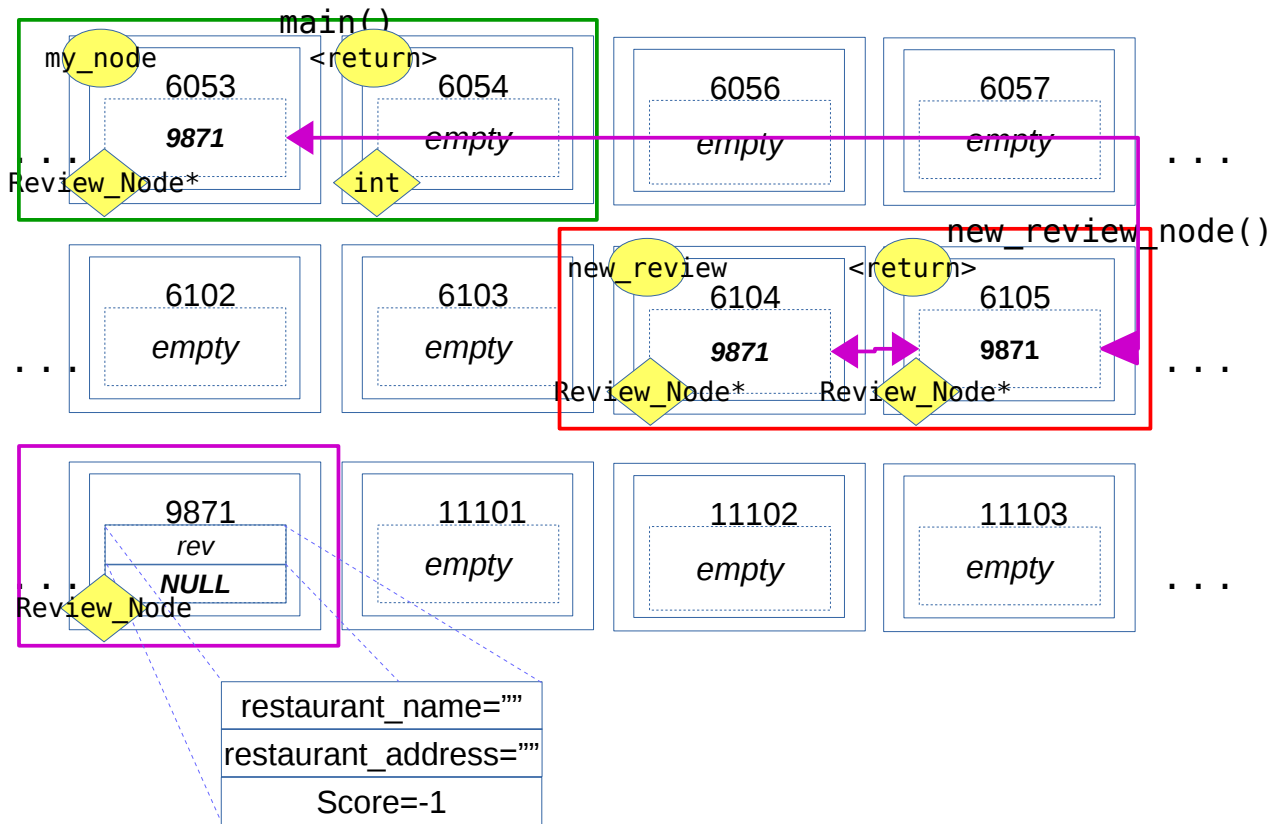 main()
my_node
<return>
6053
6054
6056
6057
9871
empty
empty
empty
...
...
Review_Node*
int
new_review_node()
new_review
<return>
6102
6103
6104
6105
empty
empty
9871
9871
...
...
Review_Node*
Review_Node*
9871
11101
11102
11103
rev
NULL
empty
empty
empty
...
...
Review_Node
restaurant_name=””
restaurant_address=””
Score=-1